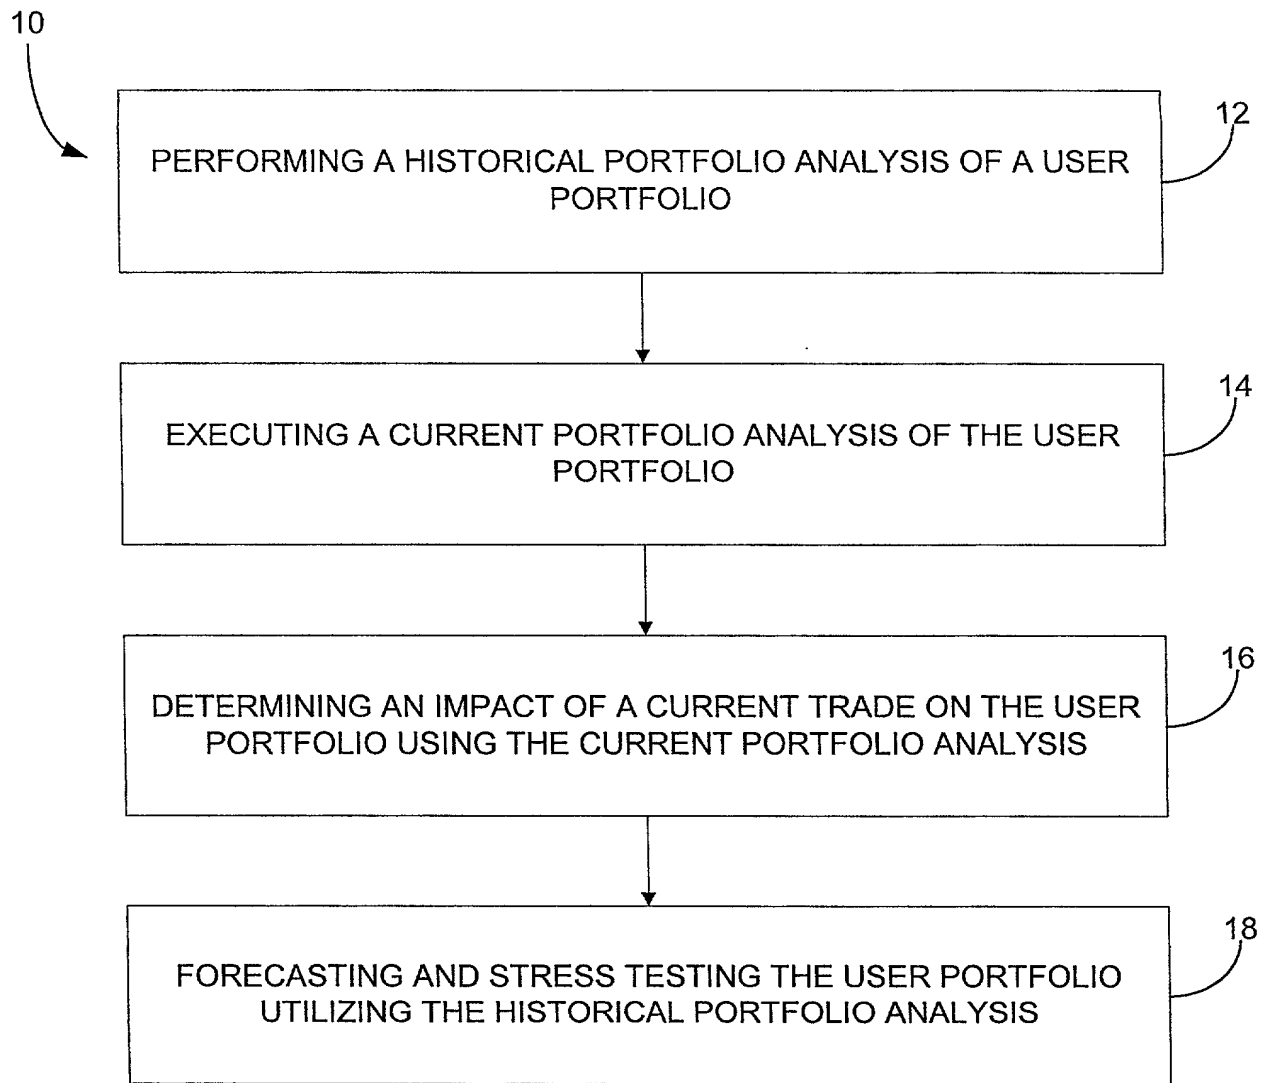 10
12
PERFORMING A HISTORICAL PORTFOLIO ANALYSIS OF A USER
PORTFOLIO
14
EXECUTING A CURRENT PORTFOLIO ANALYSIS OF THE USER
PORTFOLIO
16
DETERMINING AN IMPACT OF A CURRENT TRADE ON THE USER
PORTFOLIO USING THE CURRENT PORTFOLIO ANALYSIS
18
FORECASTING AND STRESS TESTING THE USER PORTFOLIO
UTILIZING THE HISTORICAL PORTFOLIO ANALYSIS